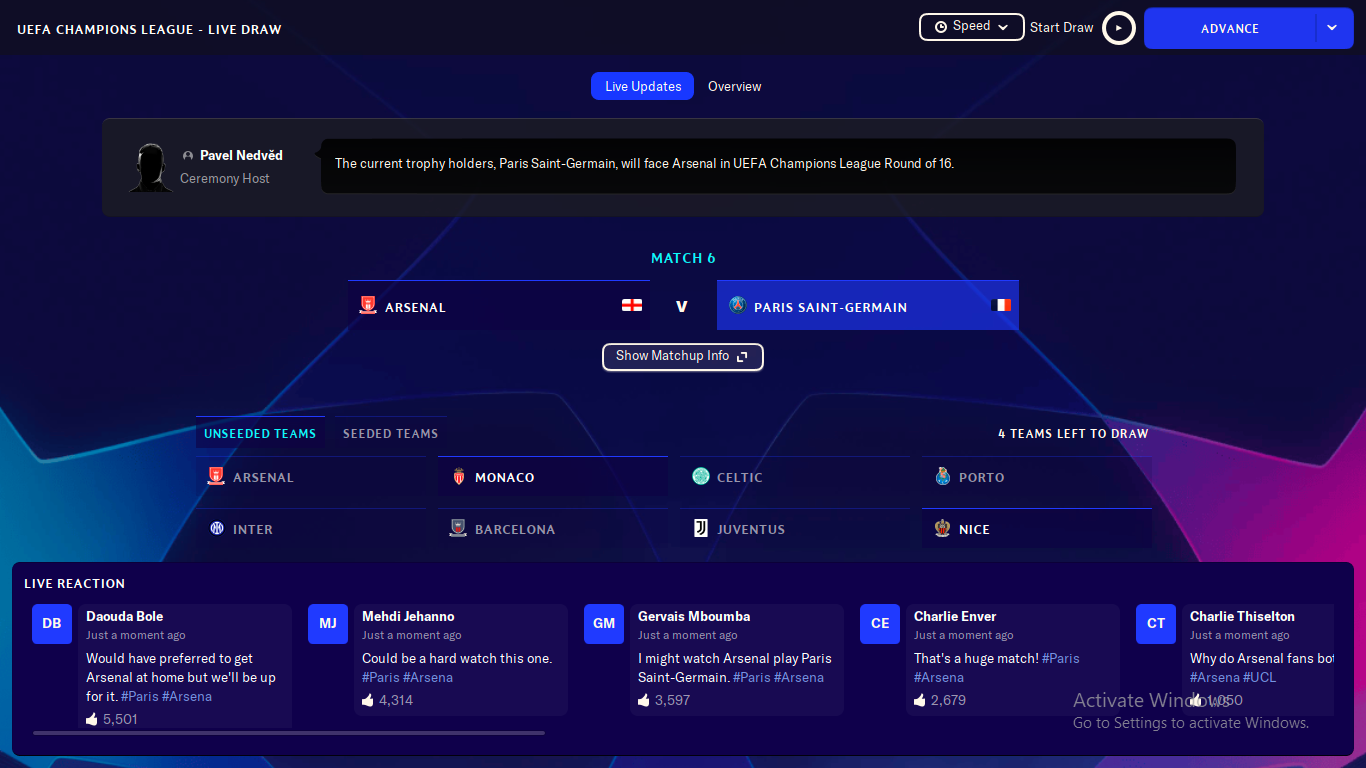 UEFA CHAMPIONS LEAGUE - LIVE DRAW
Speed
Start Draw
ADVANCE
Live Updates
Overview
Pavel Nedvěd
Ceremony Host
The current trophy holders, Paris Saint-Germain, will face Arsenal in UEFA Champions League Round of 16.
MATCH 6
ARSENAL
V
PARIS SAINT-GERMAIN
Show Matchup Info
UNSEEDED TEAMS
SEEDED TEAMS
4 TEAMS LEFT TO DRAW
ARSENAL
MONACO
CELTIC
PORTO
INTER
BARCELONA
JUVENTUS
NICE
LIVE REACTION
DB
Daouda Bole
Just a moment ago
Would have preferred to get
Arsenal at home but we'll be up
for it. #Paris #Arsena
5,501
MJ
Mehdi Jehanno
Just a moment ago
Could be a hard watch this one.
#Paris #Arsena
4,314
GM
Gervais Mboumba
Just a moment ago
I might watch Arsenal play Paris
Saint-Germain. #Paris #Arsena
3,597
CE
Charlie Enver
Just a moment ago
That's a huge match! #Paris
#Arsena
2,679
CT
Charlie Thiselton
Just a moment ago
Why do Arsenal fans bot
#Arsena #UCL
1,050
Activate Windows
Go to Settings to activate Windows.